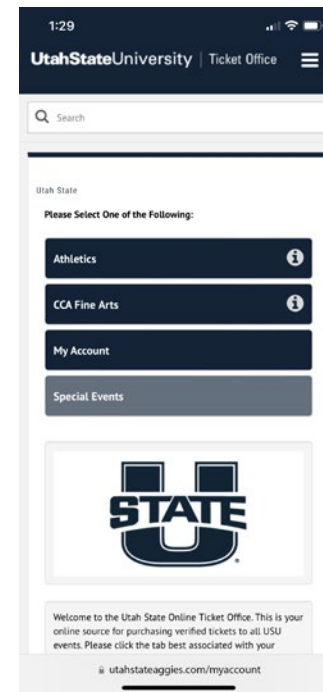 1:29
UtahStateUniversity | Ticket Office
Search
Utah State
Please Select One of the Following:
Athletics
CCA Fine Arts
My Account
Special Events
U STATE
Welcome to the Utah State Online Ticket Office. This is your
online source for purchasing verified tickets to all USU
events. Please click the tab best associated with your
utahstateaggies.com/myaccount